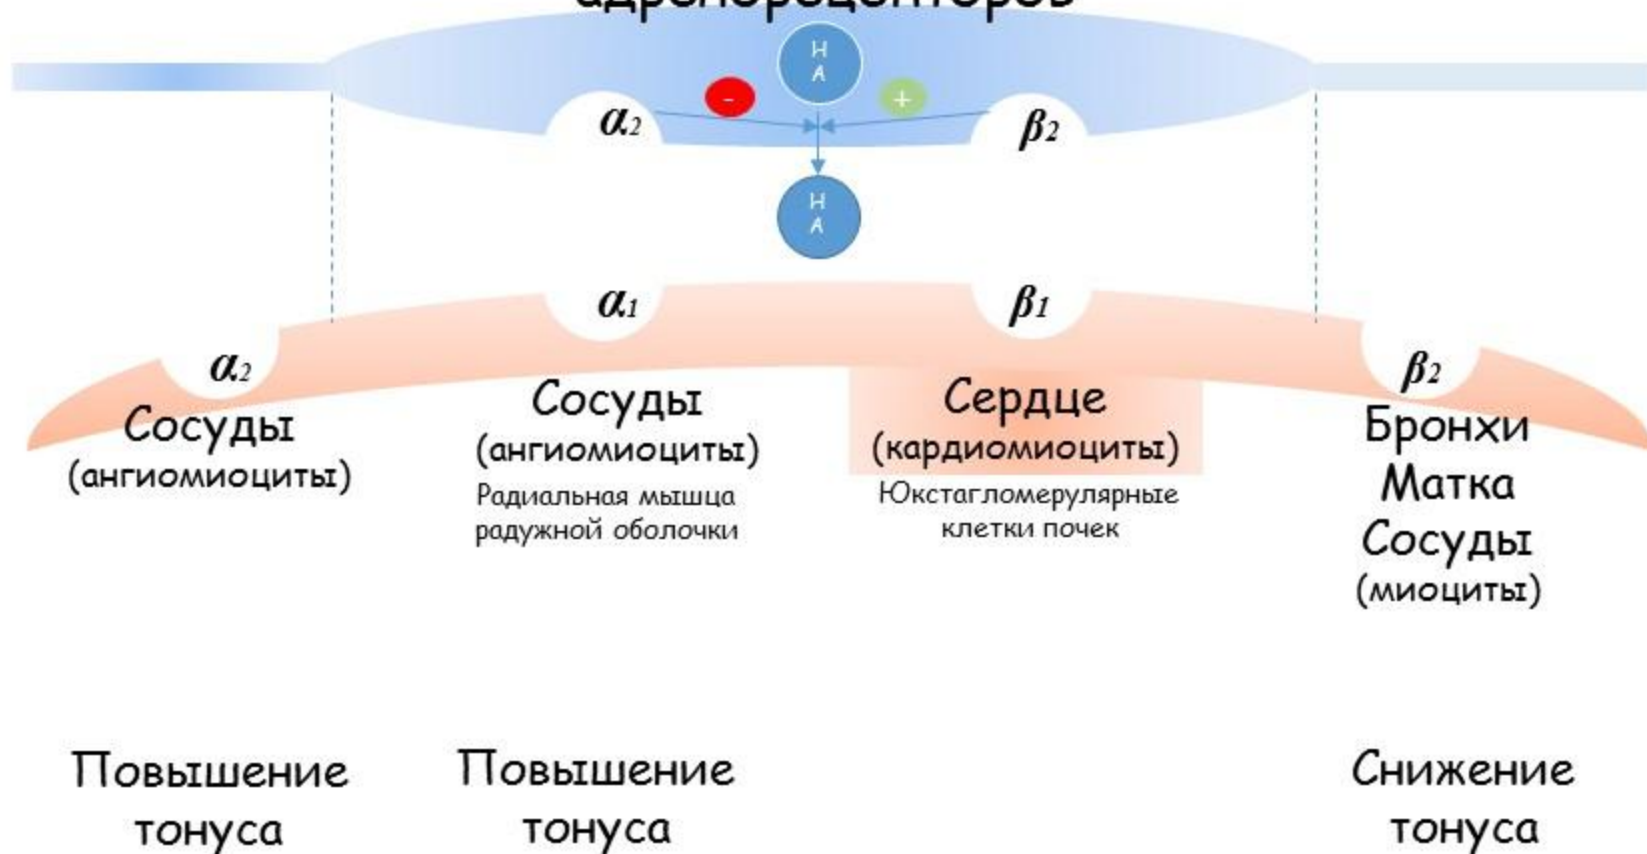 адренорецепторов
Н
А
-
+
α2
β2
Н
А
α1
β1
α2
β2
Сосуды
(ангиомиоциты)
Сосуды
(ангиомиоциты)
Радиальная мышца
радужной оболочки
Сердце
(кардиомиоциты)
Юкстагломерулярные
клетки почек
Бронхи
Матка
Сосуды
(миоциты)
Повышение
тонуса
Повышение
тонуса
Снижение
тонуса